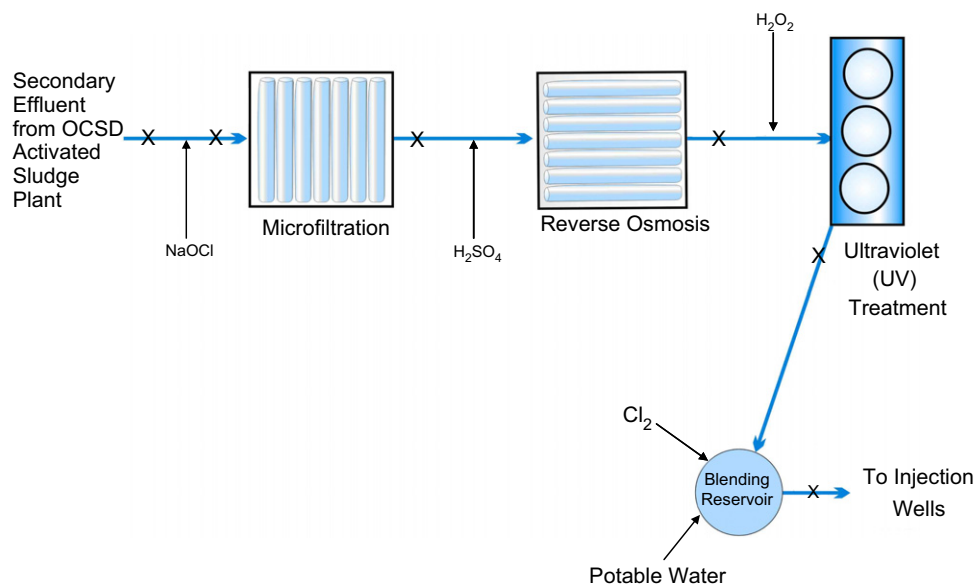 Secondary
Effluent
from OCSD
Activated
Sludge
Plant
X
X
NaOCl
Microfiltration
X
H₂SO₄
Reverse Osmosis
X
H₂O₂
Ultraviolet
(UV)
Treatment
X
Cl₂
Blending
Reservoir
Potable Water
X
To Injection
Wells